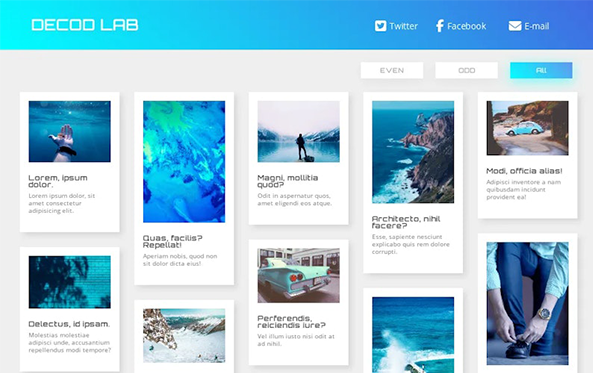 DECOD LAB
Twitter
Facebook
E-mail
EVEN
ODD
All
Lorem, ipsum
dolor.
Lorem ipsum dolor, sit
amet consectetur
adipisicing elit.
Delectus, id ipsam.
Molestias molestiae
adipisci unde, accusantium
repellendus modi tempore?
Quas, facilis?
Repellat!
Aperiam nobis, quod non
sit dolor dicta eius!
Magni, mollitia
quod?
Odit in aspernatur quos,
amet eligendi eos atque.
Perferendis,
reiciendis iure?
Vel illum iusto nisi odit at
ad nihil.
Architecto, nihil
facere?
Esse, sapiente nesciunt
explicabo quis rem dolore
corrupti.
Modi, officia alias!
Adipisci inventore a nam
quibusdam incidunt
provident ea!